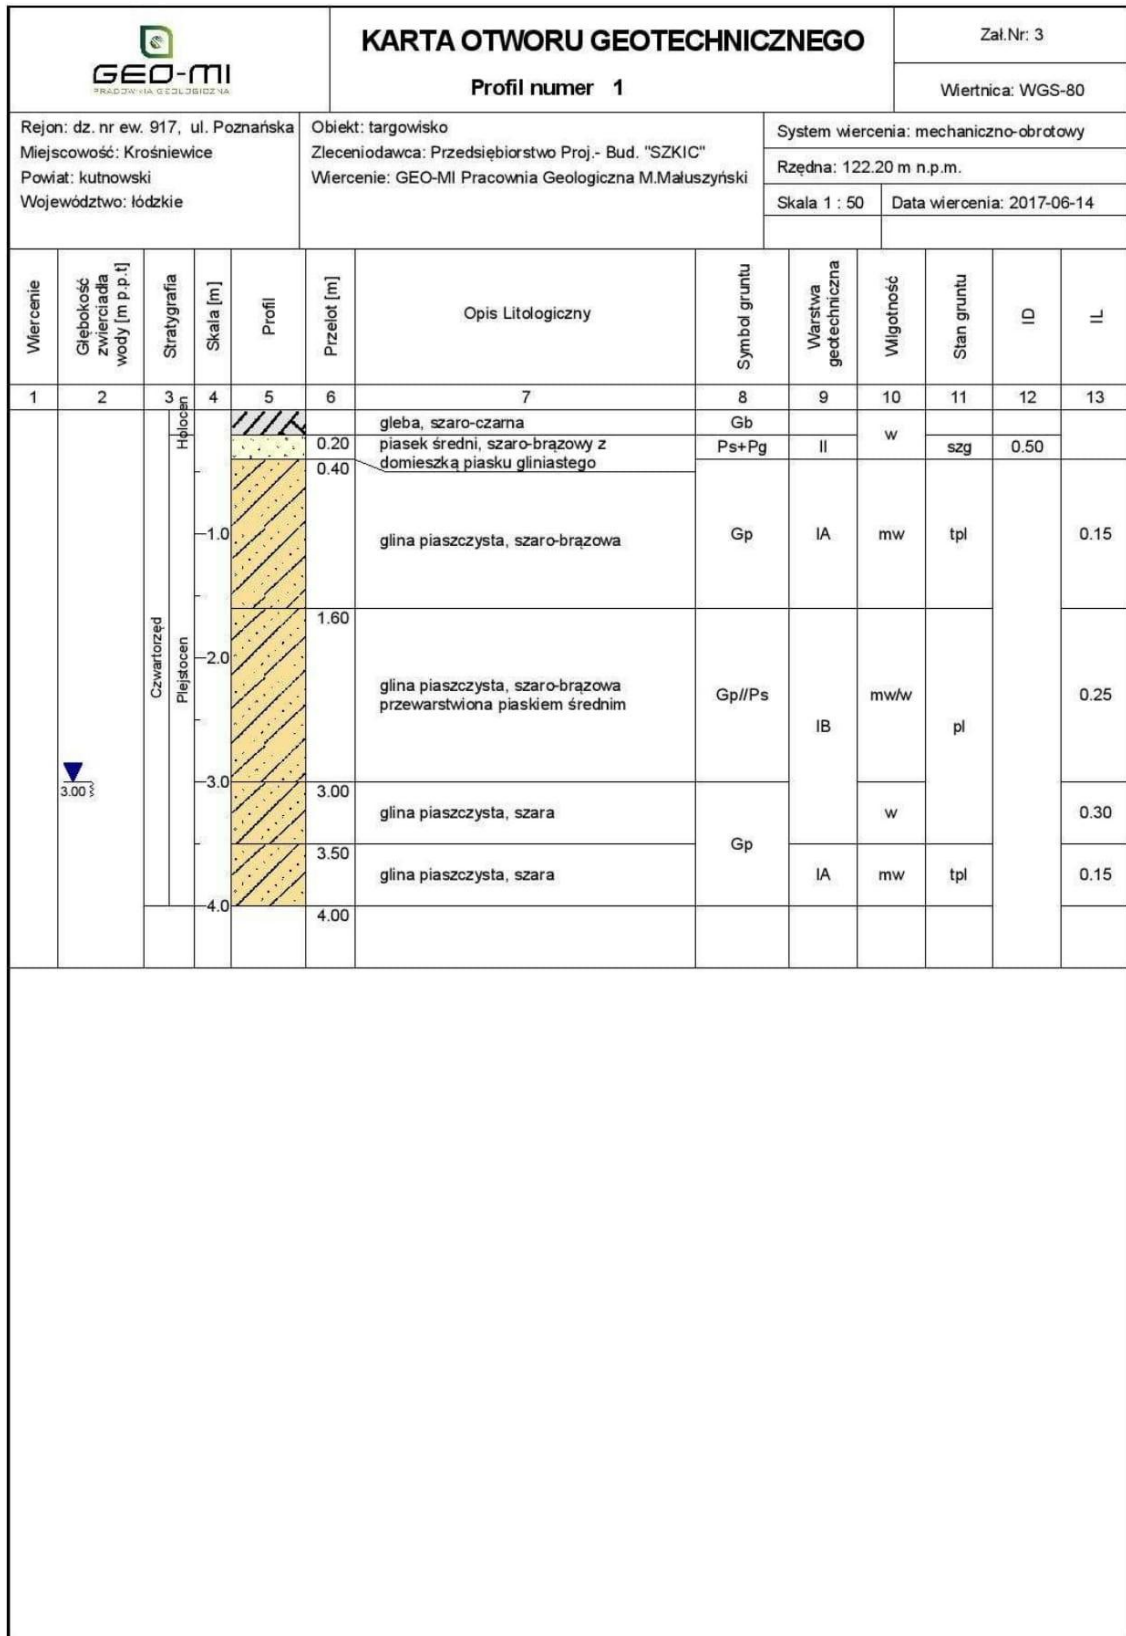 GEO-MI
PRACOWNIA GEOLOGICZNA
KARTA OTWORU GEOTECHNICZNEGO
Profil numer 1
Zał.Nr: 3
Wiertnica: WGS-80
Rejon: dz. nr ew. 917, ul. Poznańska
Miejscowość: Krośniewice
Powiat: kutnowski
Województwo: łódzkie
Obiekt: targowisko
Zleceniodawca: Przedsiębiorstwo Proj.- Bud. "SZKIC"
Wiercenie: GEO-MI Pracownia Geologiczna M.Małuszyński
System wiercenia: mechaniczno-obrotowy
Rzędna: 122.20 m n.p.m.
Skala 1 : 50
Data wiercenia: 2017-06-14
Wiercenie
Głębokość
zwierciadła
wody [m p.p.t]
Stratygrafia
Skala [m]
Profil
Przelot [m]
Opis Litologiczny
Symbol gruntu
Warstwa
geotechniczna
Wilgotność
Stan gruntu
ID
IL
1 2 3 4 5 6 7 8 9 10 11 12 13
Holocen
gleba, szaro-czarna
Gb
w
0.20
piasek średni, szaro-brązowy z
domieszką piasku gliniastego
Ps+Pg
II
szg
0.50
0.40
1.0
glina piaszczysta, szaro-brązowa
Gp
IA
mw
tpl
0.15
1.60
Czwartorzęd
Plejstocen
2.0
glina piaszczysta, szaro-brązowa
przewarstwiona piaskiem średnim
Gp//Ps
IB
mw/w
pl
0.25
3.00
3.0
3.00
glina piaszczysta, szara
Gp
w
0.30
3.50
glina piaszczysta, szara
IA
mw
tpl
0.15
4.0
4.00